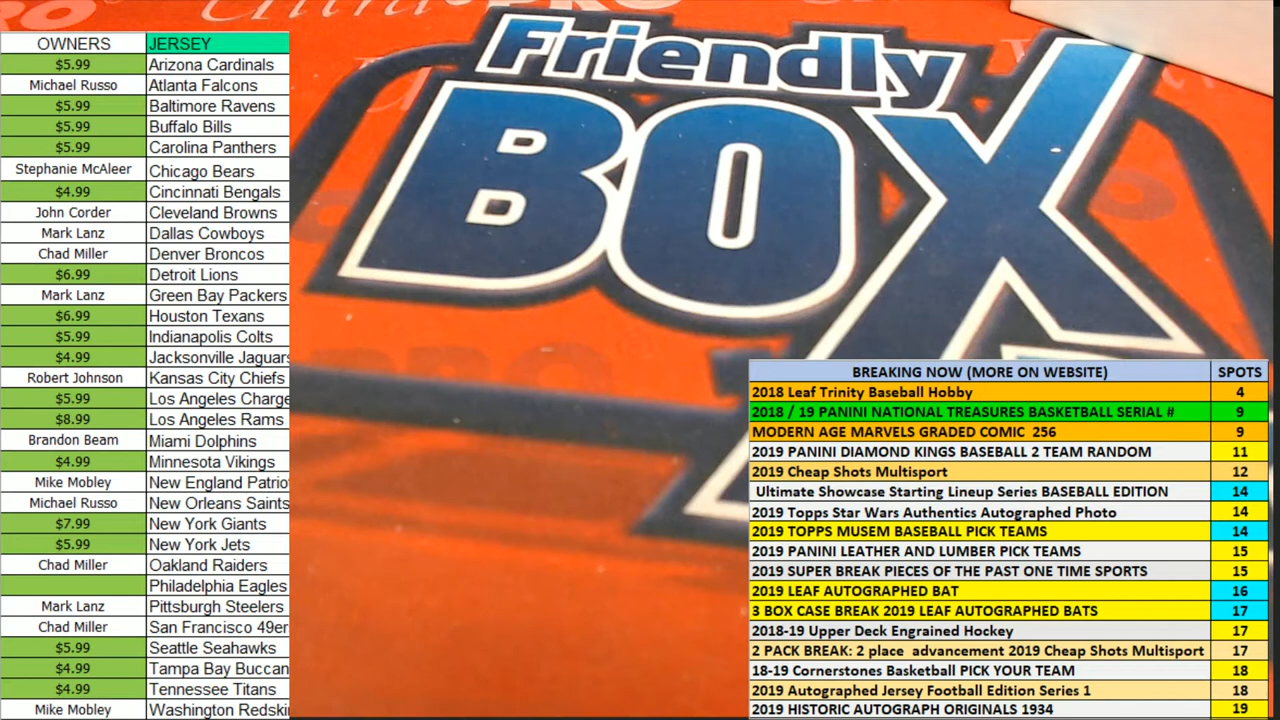 OWNERS JERSEY
$5.99 Arizona Cardinals
Michael Russo Atlanta Falcons
$5.99 Baltimore Ravens
$5.99 Buffalo Bills
$5.99 Carolina Panthers
Stephanie McAleer Chicago Bears
$4.99 Cincinnati Bengals
John Corder Cleveland Browns
Mark Lanz Dallas Cowboys
Chad Miller Denver Broncos
$6.99 Detroit Lions
Mark Lanz Green Bay Packers
$6.99 Houston Texans
$5.99 Indianapolis Colts
$4.99 Jacksonville Jaguars
Robert Johnson Kansas City Chiefs
$5.99 Los Angeles Charge
$8.99 Los Angeles Rams
Brandon Beam Miami Dolphins
$4.99 Minnesota Vikings
Mike Mobley New England Patrio
Michael Russo New Orleans Saints
$7.99 New York Giants
$5.99 New York Jets
Chad Miller Oakland Raiders
Philadelphia Eagles
Mark Lanz Pittsburgh Steelers
Chad Miller San Francisco 49er
$5.99 Seattle Seahawks
$4.99 Tampa Bay Buccan
$4.99 Tennessee Titans
Mike Mobley Washington Redski
Friendly
BOX
BREAKING NOW (MORE ON WEBSITE) SPOTS
2018 Leaf Trinity Baseball Hobby 4
2018 / 19 PANINI NATIONAL TREASURES BASKETBALL SERIAL # 9
MODERN AGE MARVELS GRADED COMIC 256 9
2019 PANINI DIAMOND KINGS BASEBALL 2 TEAM RANDOM 11
2019 Cheap Shots Multisport 12
Ultimate Showcase Starting Lineup Series BASEBALL EDITION 14
2019 Topps Star Wars Authentics Autographed Photo 14
2019 TOPPS MUSEM BASEBALL PICK TEAMS 14
2019 PANINI LEATHER AND LUMBER PICK TEAMS 15
2019 SUPER BREAK PIECES OF THE PAST ONE TIME SPORTS 15
2019 LEAF AUTOGRAPHED BAT 16
3 BOX CASE BREAK 2019 LEAF AUTOGRAPHED BATS 17
2018-19 Upper Deck Engrained Hockey 17
2 PACK BREAK: 2 place advancement 2019 Cheap Shots Multisport 17
18-19 Cornerstones Basketball PICK YOUR TEAM 18
2019 Autographed Jersey Football Edition Series 1 18
2019 HISTORIC AUTOGRAPH ORIGINALS 1934 19